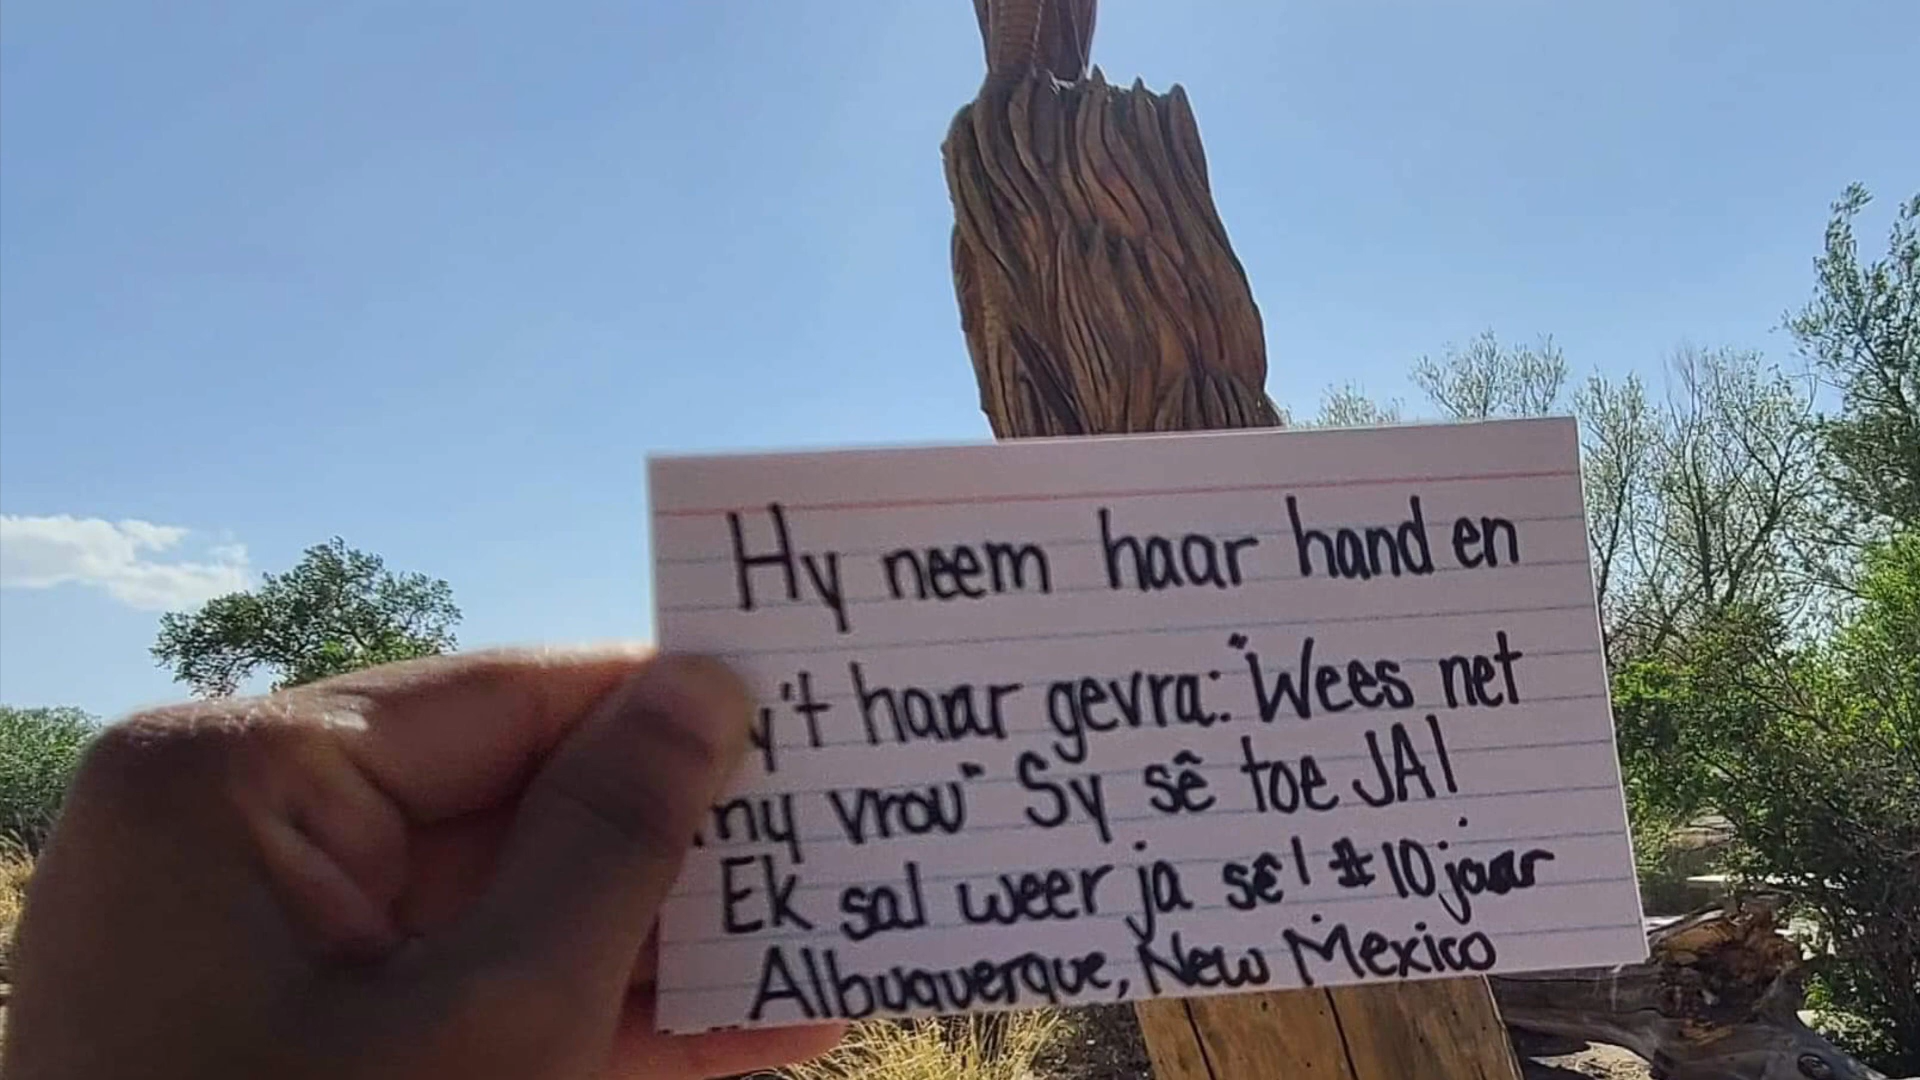 Hy neem haar hand en
y't haar gevra: "Wees net
my vrou" Sy sê toe JA!
Ek sal weer ja sê! #10 jaar
Albuquerque, New Mexico